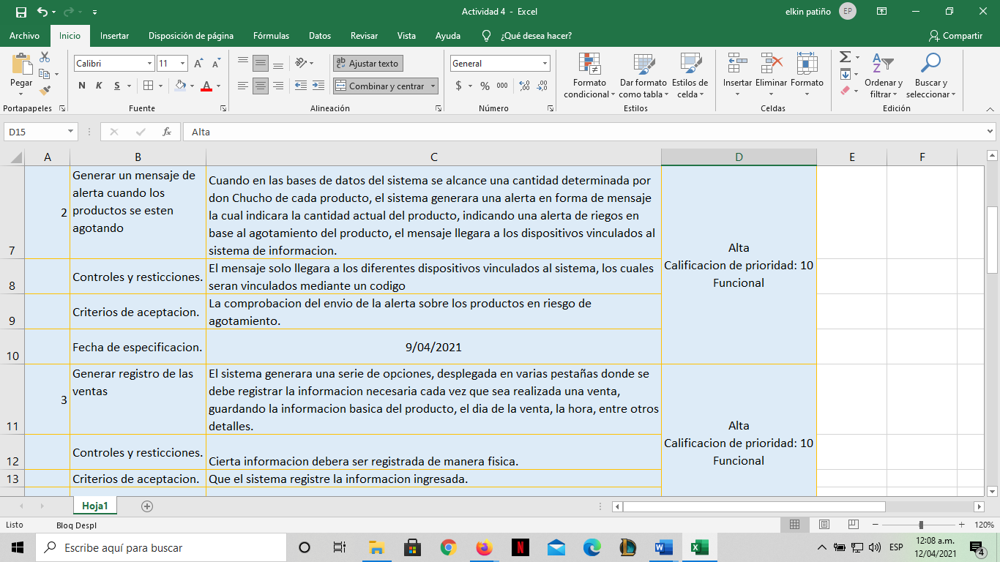 Actividad 4 - Excel
elkin patiño
EP
Archivo
Inicio
Insertar
Disposición de página
Fórmulas
Datos
Revisar
Vista
Ayuda
¿Qué desea hacer?
Compartir
Pegar
Portapapeles
Calibri
11
N K S
Fuente
Ajustar texto
Combinar y centrar
Alineación
General
$ % 000
Número
Formato
condicional
Dar formato
como tabla
Estilos de
celda
Estilos
Insertar
Eliminar
Formato
Celdas
Ordenar y
filtrar
Buscar y
seleccionar
Edición
D15
fx
Alta
A B C D E F
7
2
Generar un mensaje de
alerta cuando los
productos se esten
agotando
Cuando en las bases de datos del sistema se alcance una cantidad determinada por
don Chucho de cada producto, el sistema generara una alerta en forma de mensaje
la cual indicara la cantidad actual del producto, indicando una alerta de riegos en
base al agotamiento del producto, el mensaje llegara a los dispositivos vinculados al
sistema de informacion.
Alta
Calificacion de prioridad: 10
Funcional
8
Controles y resticciones.
El mensaje solo llegara a los diferentes dispositivos vinculados al sistema, los cuales
seran vinculados mediante un codigo
9
Criterios de aceptacion.
La comprobacion del envio de la alerta sobre los productos en riesgo de
agotamiento.
10
Fecha de especificacion.
9/04/2021
11
3
Generar registro de las
ventas
El sistema generara una serie de opciones, desplegada en varias pestañas donde se
debe registrar la informacion necesaria cada vez que sea realizada una venta,
guardando la informacion basica del producto, el dia de la venta, la hora, entre otros
detalles.
Alta
Calificacion de prioridad: 10
Funcional
12
Controles y resticciones.
Cierta informacion debera ser registrada de manera fisica.
13
Criterios de aceptacion.
Que el sistema registre la informacion ingresada.
Hoja1
Listo
Bloq Despl
120%
Escribe aquí para buscar
ESP
12:08 a.m.
12/04/2021
4